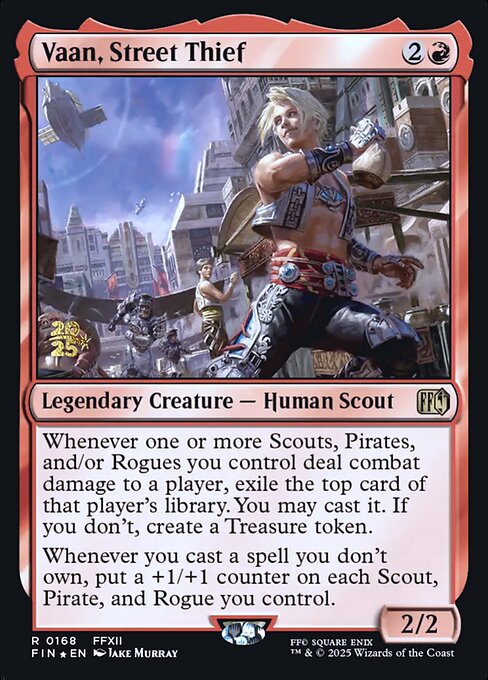 Vaan, Street Thief 2
20
25
Legendary Creature — Human Scout
FFXII
Whenever one or more Scouts, Pirates,
and/or Rogues you control deal combat
damage to a player, exile the top card of
that player's library. You may cast it. If
you don't, create a Treasure token.
Whenever you cast a spell you don't
own, put a +1/+1 counter on each Scout,
Pirate, and Rogue you control.
2/2
R 0168 FFXII
FIN ★ EN Jake Murray
FF© SQUARE ENIX
™ & © 2025 Wizards of the Coast